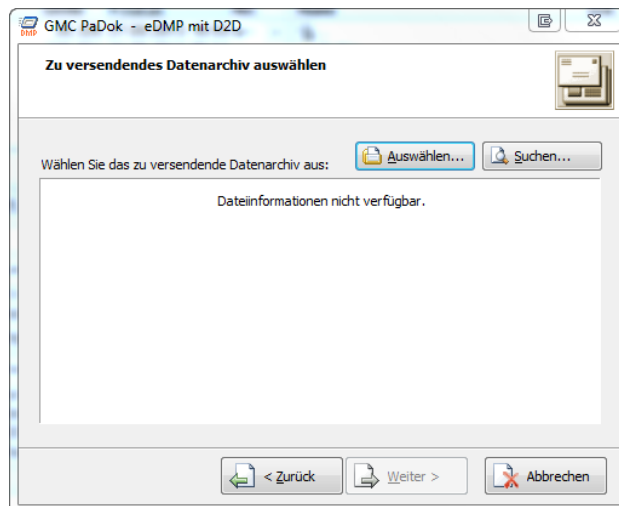 GMC PaDok - eDMP mit D2D
DMP
Zu versendendes Datenarchiv auswählen
Wählen Sie das zu versendende Datenarchiv aus:
Auswählen...
Suchen...
Dateiinformationen nicht verfügbar.
< Zurück
Weiter >
Abbrechen